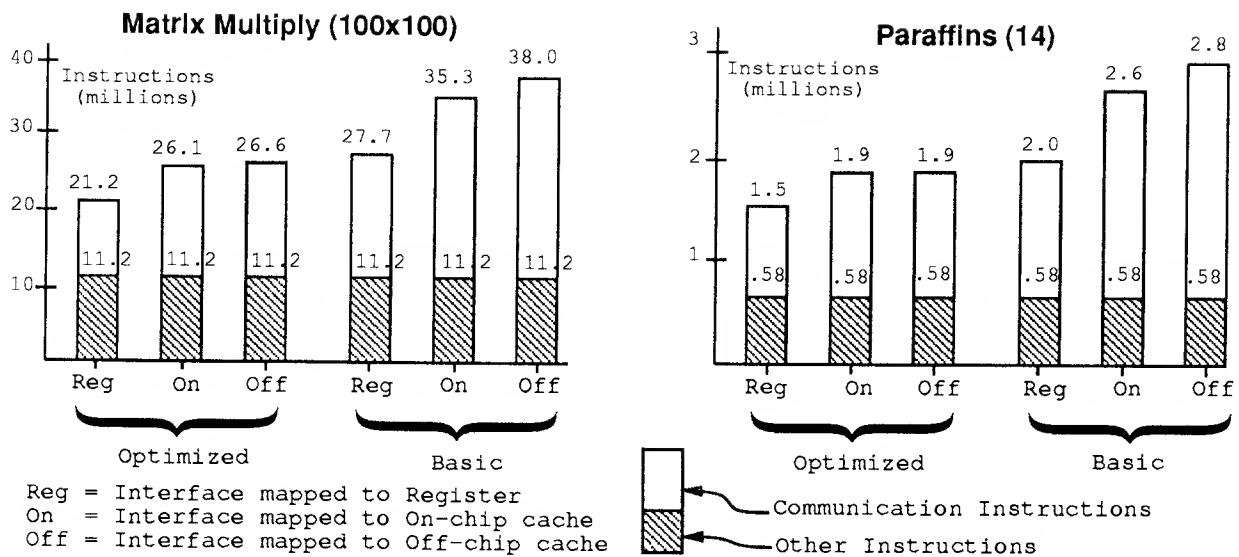 Matrix Multiply (100x100)
40
Instructions
(millions)
30
20
10
21.2
26.1
26.6
27.7
35.3
38.0
11.2
11.2
11.2
11.2
11.2
11.2
Reg
On
Off
Reg
On
Off
Optimized
Basic
Paraffins (14)
3
Instructions
(millions)
2
1
1.5
1.9
1.9
2.0
2.6
2.8
.58
.58
.58
.58
.58
.58
Reg
On
Off
Reg
On
Off
Optimized
Basic
Reg = Interface mapped to Register
On = Interface mapped to On-chip cache
Off = Interface mapped to Off-chip cache
Communication Instructions
Other Instructions